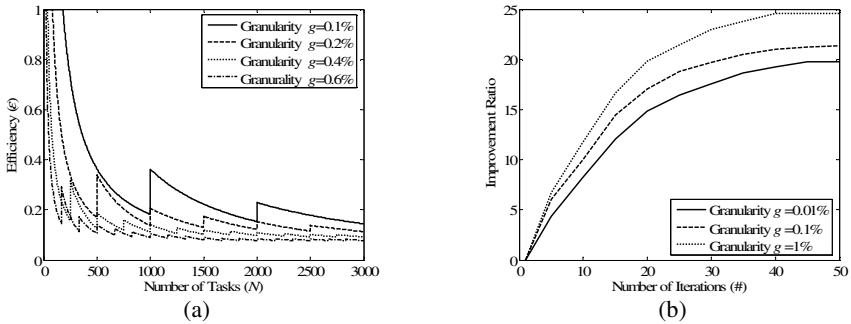 1
0.8
0.6
0.4
0.2
0
Efficiency (ε)
0 500 1000 1500 2000 2500 3000
Number of Tasks (N)
Granularity g=0.1%
Granularity g=0.2%
Granularity g=0.4%
Granurality g=0.6%
(a)
25
20
15
10
5
0
Improvement Ratio
0 10 20 30 40 50
Number of Iterations (#)
Granularity g=0.01%
Granularity g=0.1%
Granularity g=1%
(b)